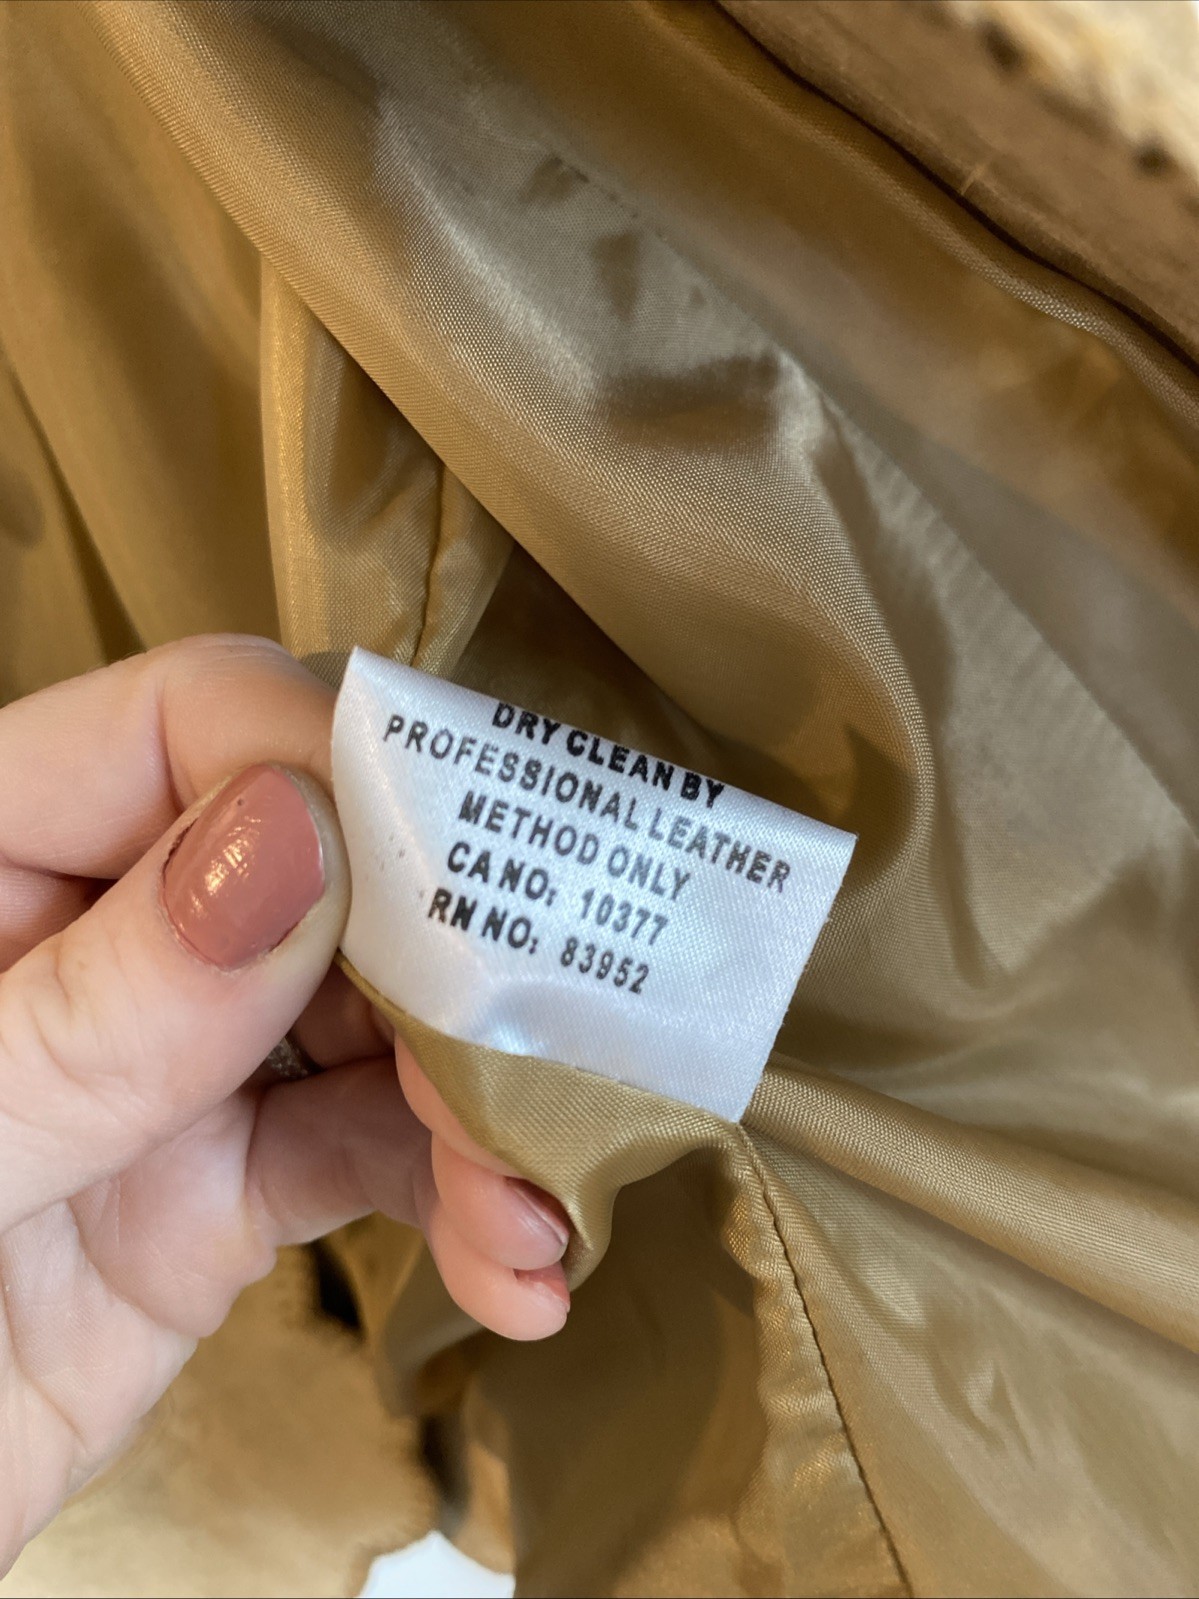 DRY CLEAN BY
PROFESSIONAL LEATHER
METHOD ONLY
CA NO: 10377
RN NO: 83952